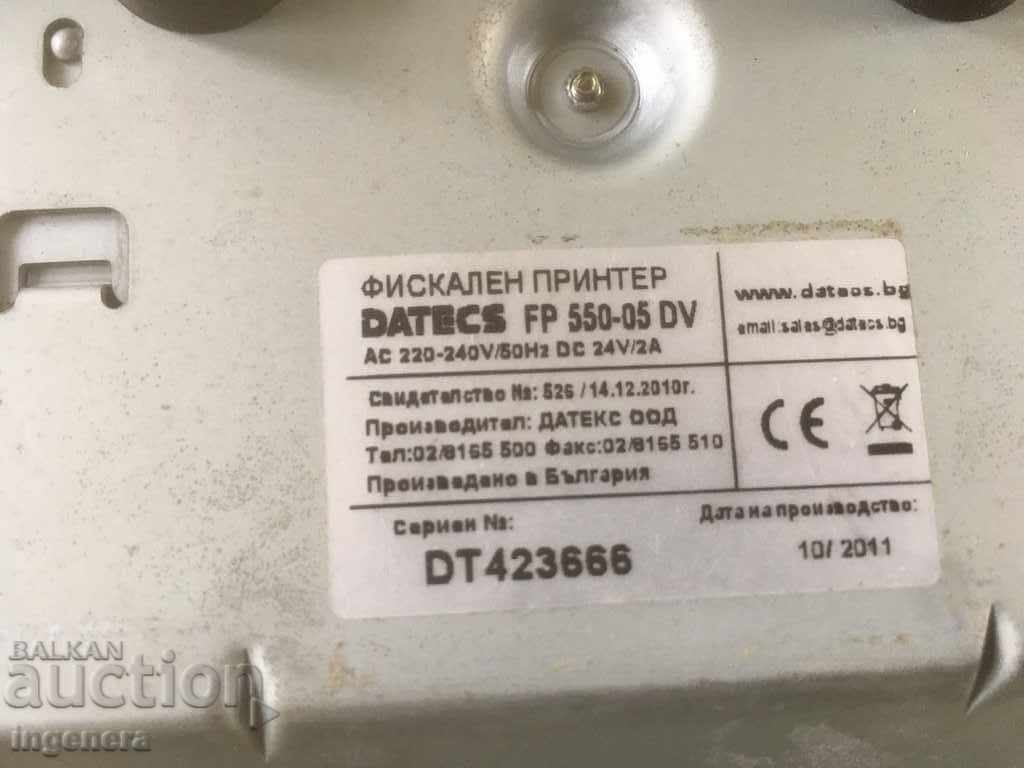 ФИСКАЛЕН ПРИНТЕР
DATECS FP 550-05 DV
AC 220-240V/50Hz DC 24V/2A
www.datecs.bg
email:sales@datecs.bg
Свидетелство №: 526 /14.12.2010г.
Производител: ДАТЕКС ООД
Тел:02/8165 500 Факс:02/8165 510
Произведено в България
CE
Сериен №:
DT423666
Дата на производство:
10/ 2011
BALKAN
auction
ingenera